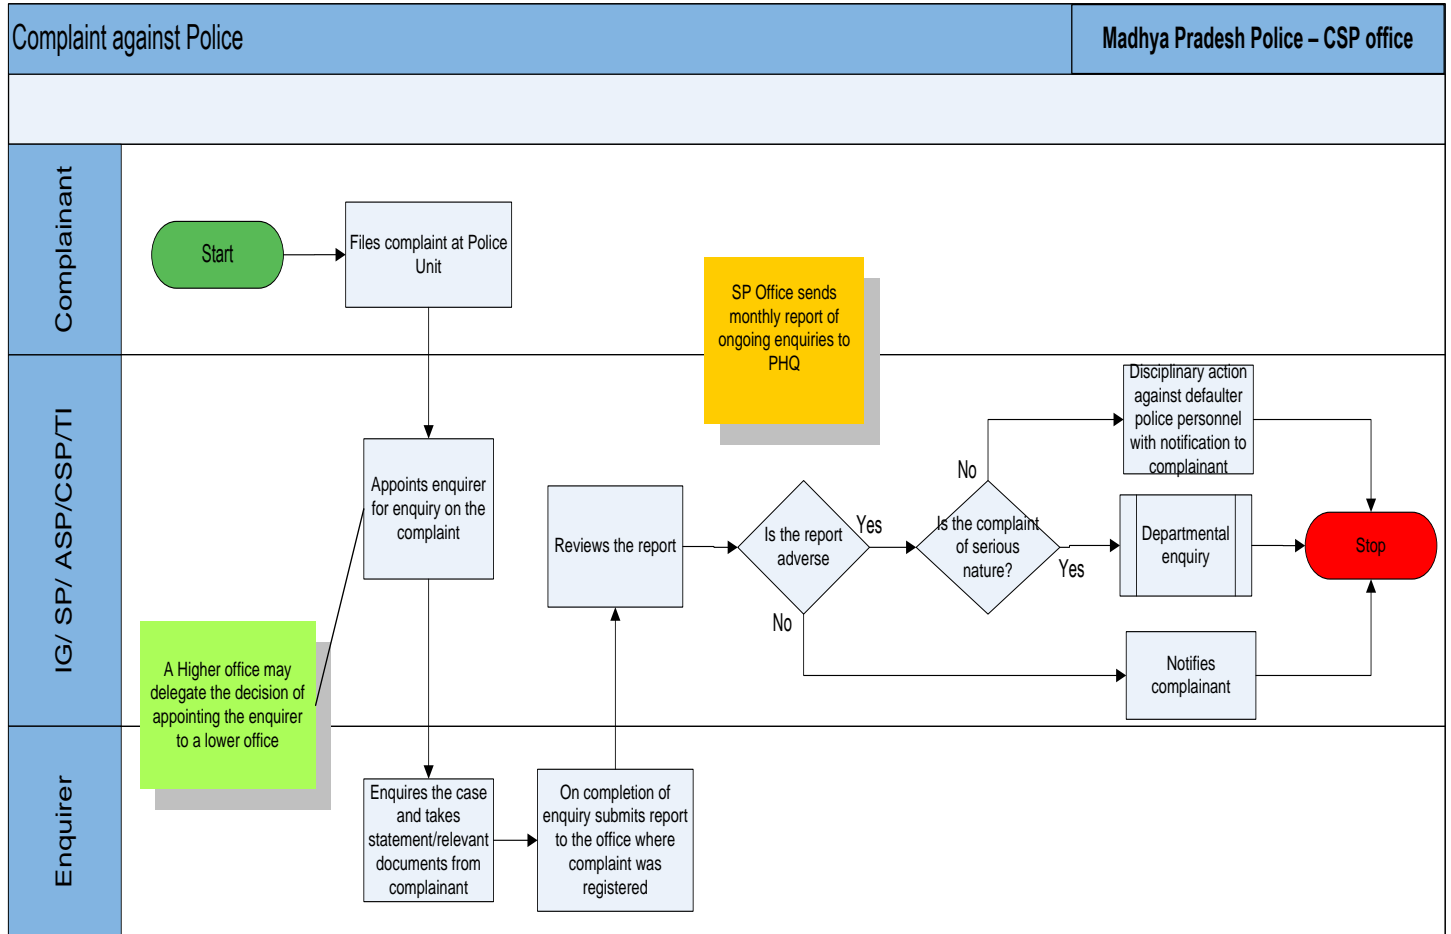 Complaint against Police
Madhya Pradesh Police – CSP office
Complainant
Start
Files complaint at Police
Unit
SP Office sends
monthly report of
ongoing enquiries to
PHQ
IG/ SP/ ASP/CSP/TI
Appoints enquirer
for enquiry on the
complaint
Reviews the report
Is the report
adverse
Yes
No
Is the complaint
of serious
nature?
No
Yes
Disciplinary action
against defaulter
police personnel
with notification to
complainant
Departmental
enquiry
Notifies
complainant
Stop
A Higher office may
delegate the decision of
appointing the enquirer
to a lower office
Enquirer
Enquires the case
and takes
statement/relevant
documents from
complainant
On completion of
enquiry submits report
to the office where
complaint was
registered